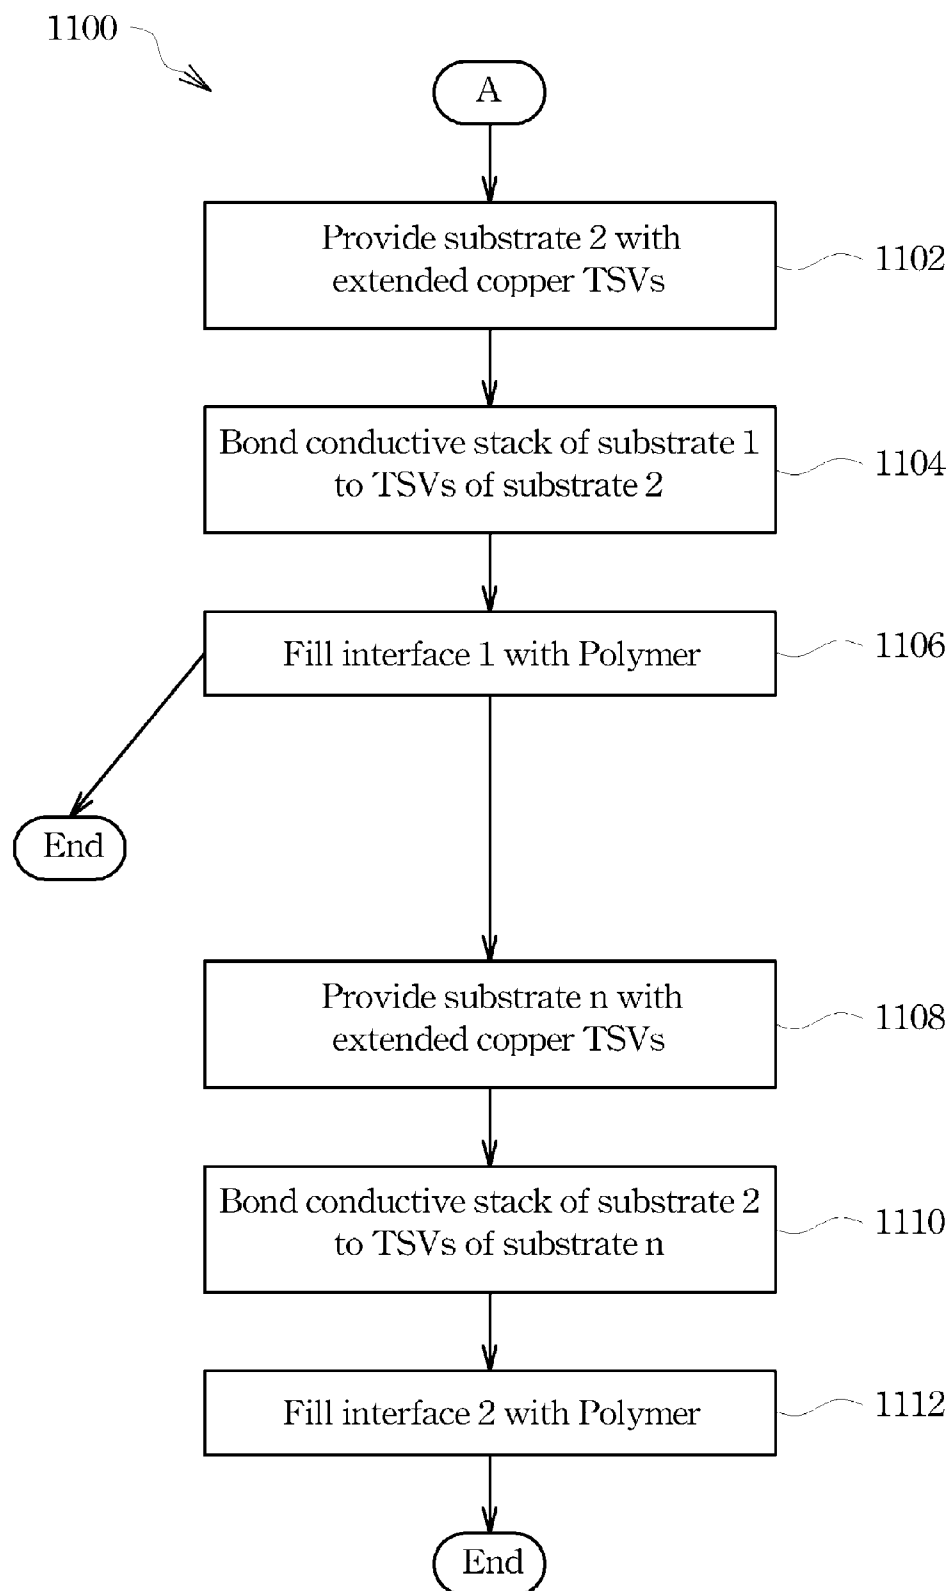 1100
A
Provide substrate 2 with
extended copper TSVs
1102
Bond conductive stack of substrate 1
to TSVs of substrate 2
1104
Fill interface 1 with Polymer
1106
End
Provide substrate n with
extended copper TSVs
1108
Bond conductive stack of substrate 2
to TSVs of substrate n
1110
Fill interface 2 with Polymer
1112
End